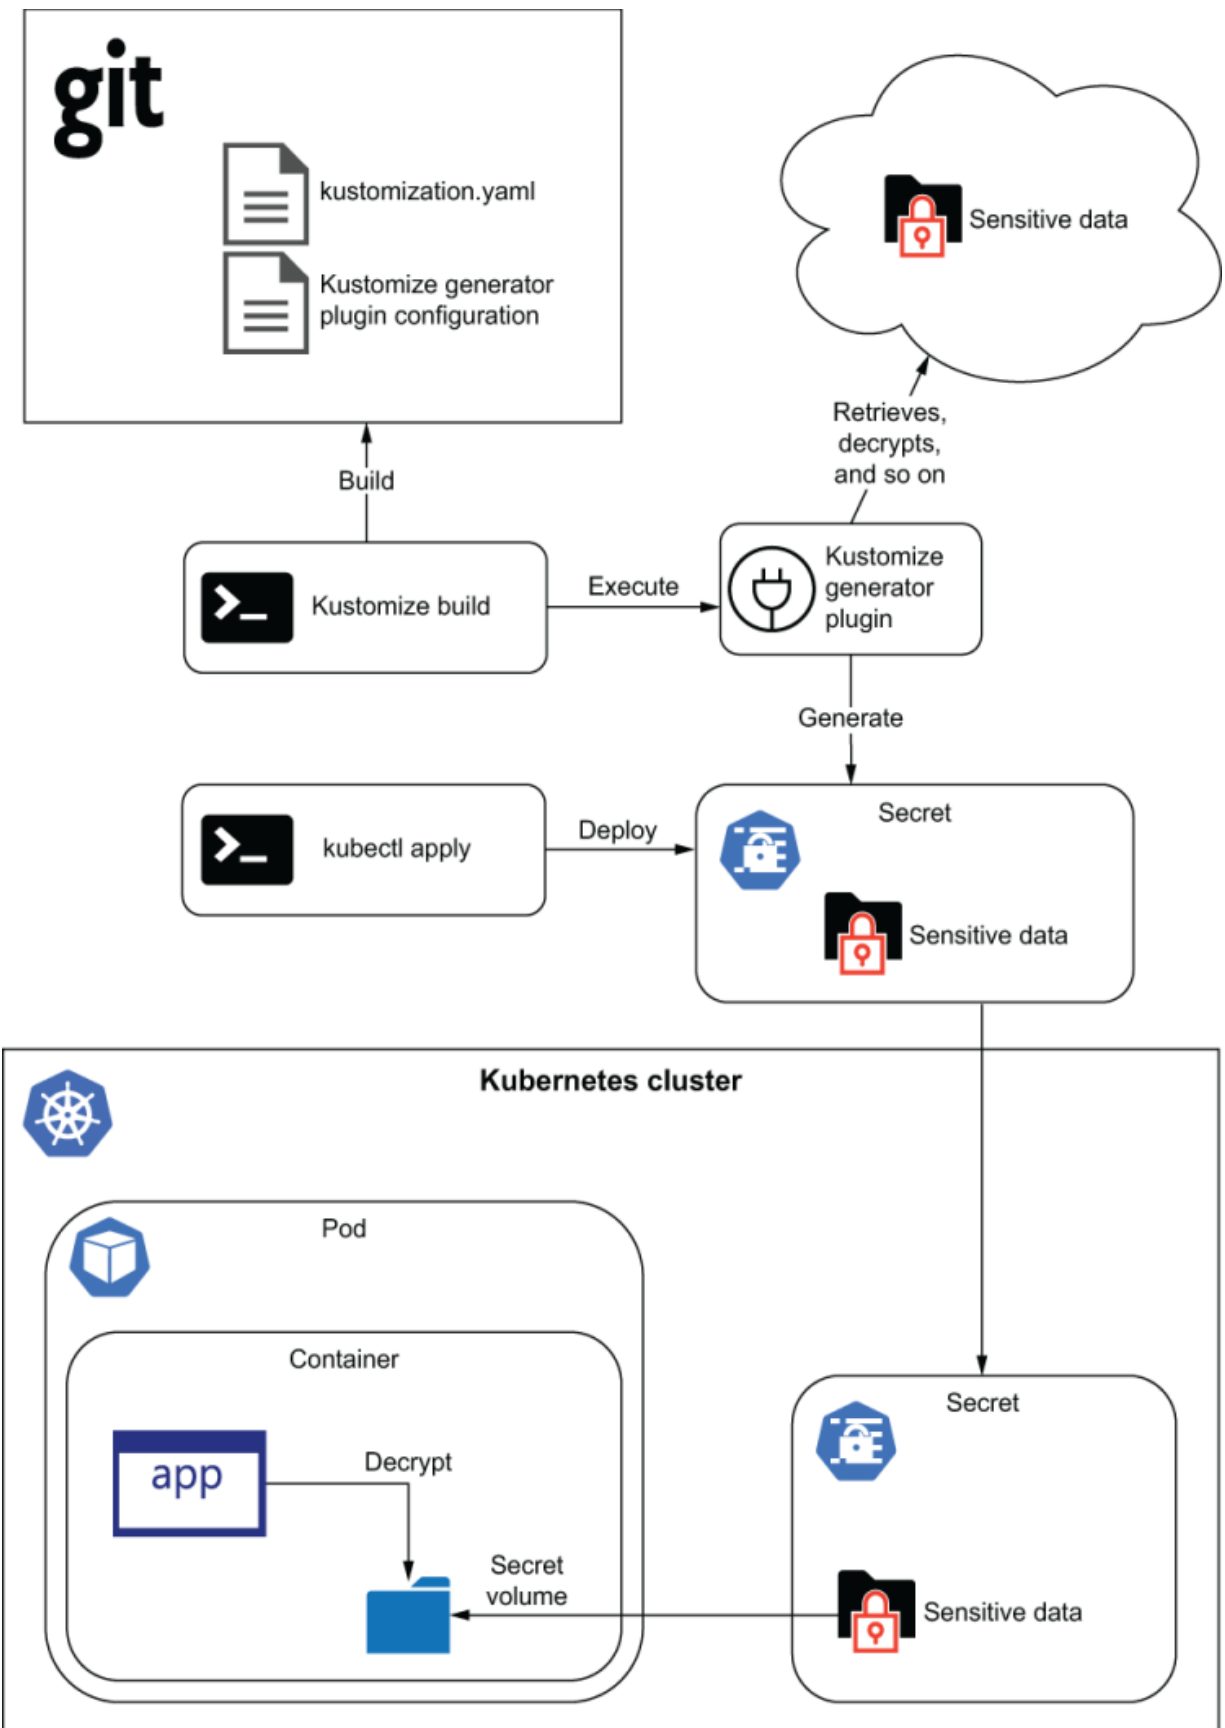 git
kustomization.yaml
Kustomize generator
plugin configuration
Sensitive data
Retrieves,
decrypts,
and so on
Build
Kustomize build
Execute
Kustomize
generator
plugin
Generate
kubectl apply
Deploy
Secret
Sensitive data
Kubernetes cluster
Pod
Container
app
Decrypt
Secret
volume
Secret
Sensitive data